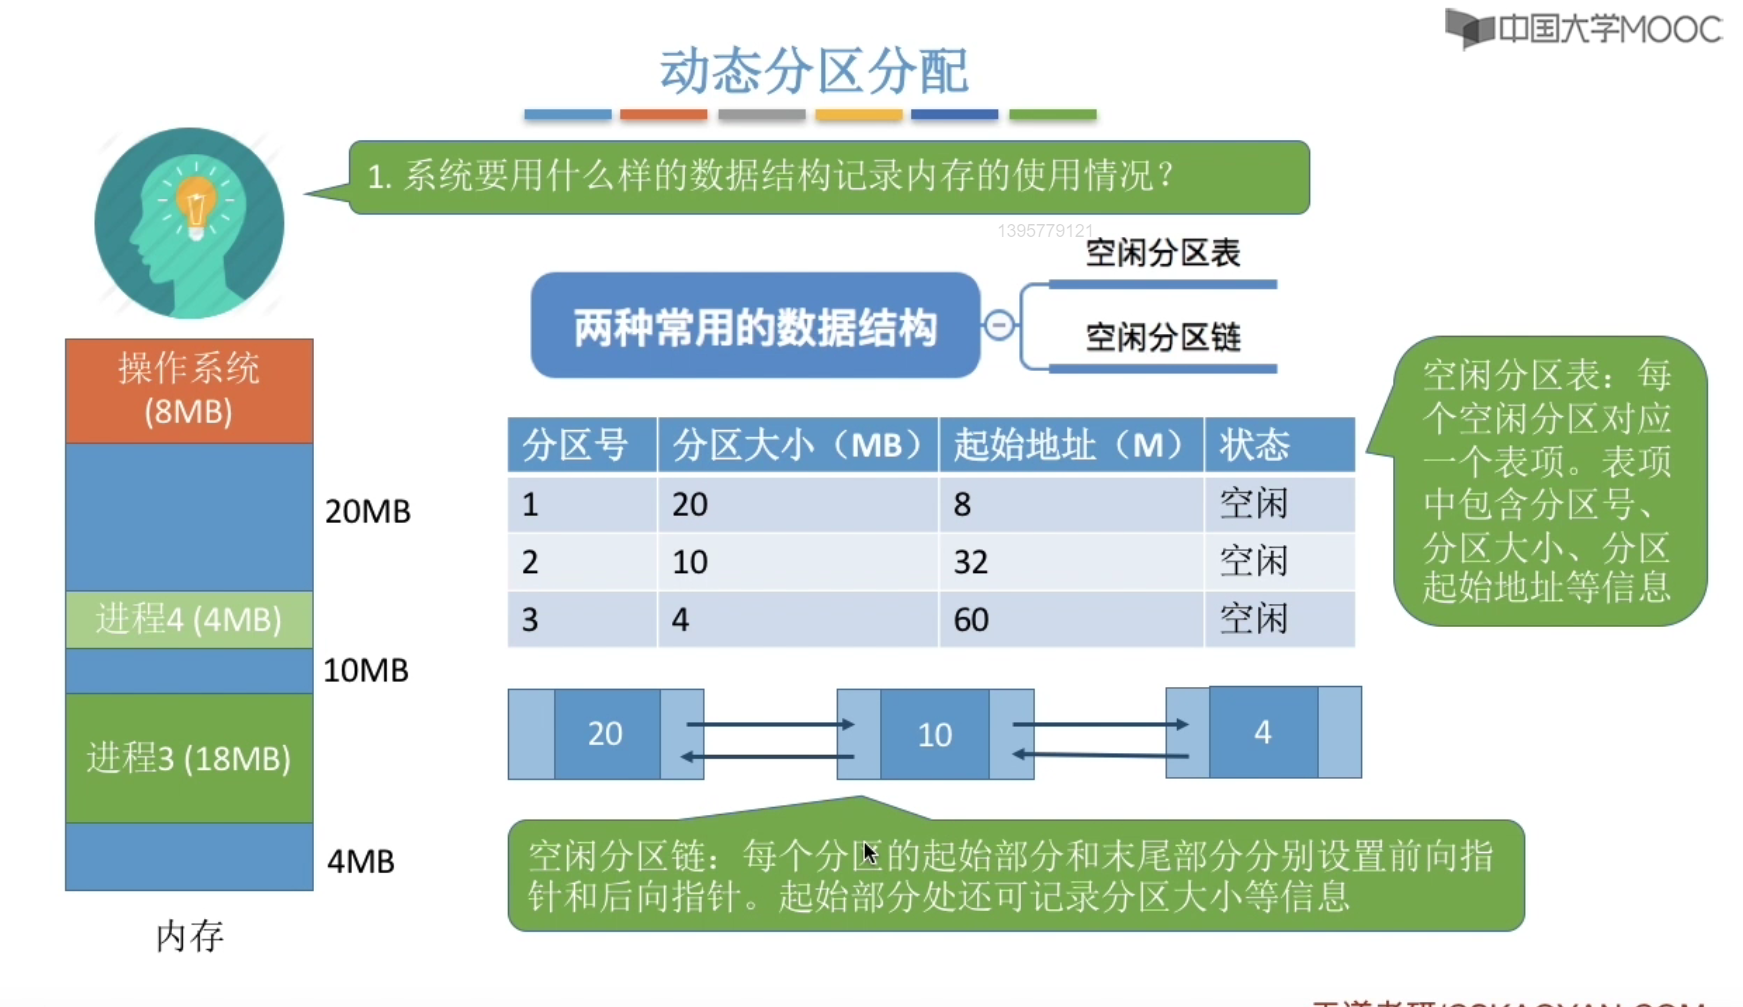 中国大学MOOC
动态分区分配
1. 系统要用什么样的数据结构记录内存的使用情况？
1395779121
两种常用的数据结构
空闲分区表
空闲分区链
操作系统
(8MB)
20MB
进程4 (4MB)
10MB
进程3 (18MB)
4MB
内存
分区号 分区大小（MB） 起始地址（M） 状态
1 20 8 空闲
2 10 32 空闲
3 4 60 空闲
空闲分区表：每
个空闲分区对应
一个表项。表项
中包含分区号、
分区大小、分区
起始地址等信息
20 10 4
空闲分区链：每个分区的起始部分和末尾部分分别设置前向指
针和后向指针。起始部分处还可记录分区大小等信息